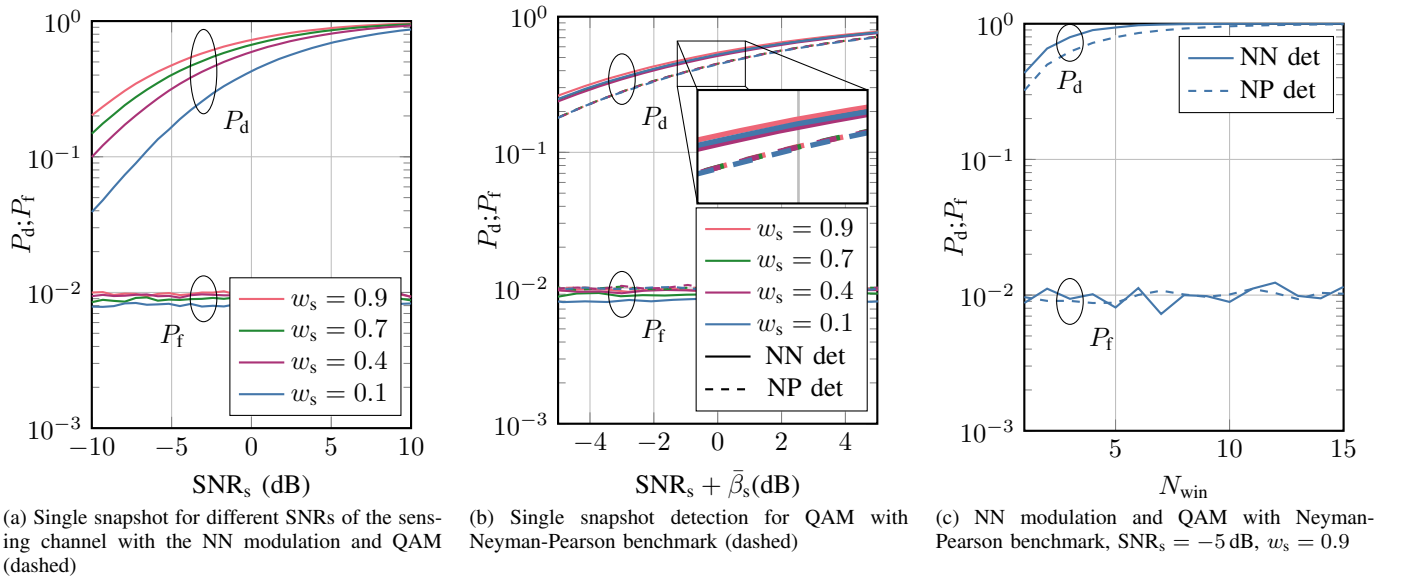 10^0
10^{-1}
10^{-2}
10^{-3}
P_d;P_f
P_d
P_f
w_s = 0.9
w_s = 0.7
w_s = 0.4
w_s = 0.1
−10 −5 0 5 10
SNR_s (dB)
(a) Single snapshot for different SNRs of the sens-
ing channel with the NN modulation and QAM
(dashed)
10^0
10^{-1}
10^{-2}
10^{-3}
P_d;P_f
P_d
P_f
w_s = 0.9
w_s = 0.7
w_s = 0.4
w_s = 0.1
NN det
NP det
−4 −2 0 2 4
SNR_s + β̄_s(dB)
(b) Single snapshot detection for QAM with
Neyman-Pearson benchmark (dashed)
10^0
10^{-1}
10^{-2}
10^{-3}
P_d;P_f
P_d
P_f
NN det
NP det
5 10 15
N_win
(c) NN modulation and QAM with Neyman-
Pearson benchmark, SNR_s = −5 dB, w_s = 0.9